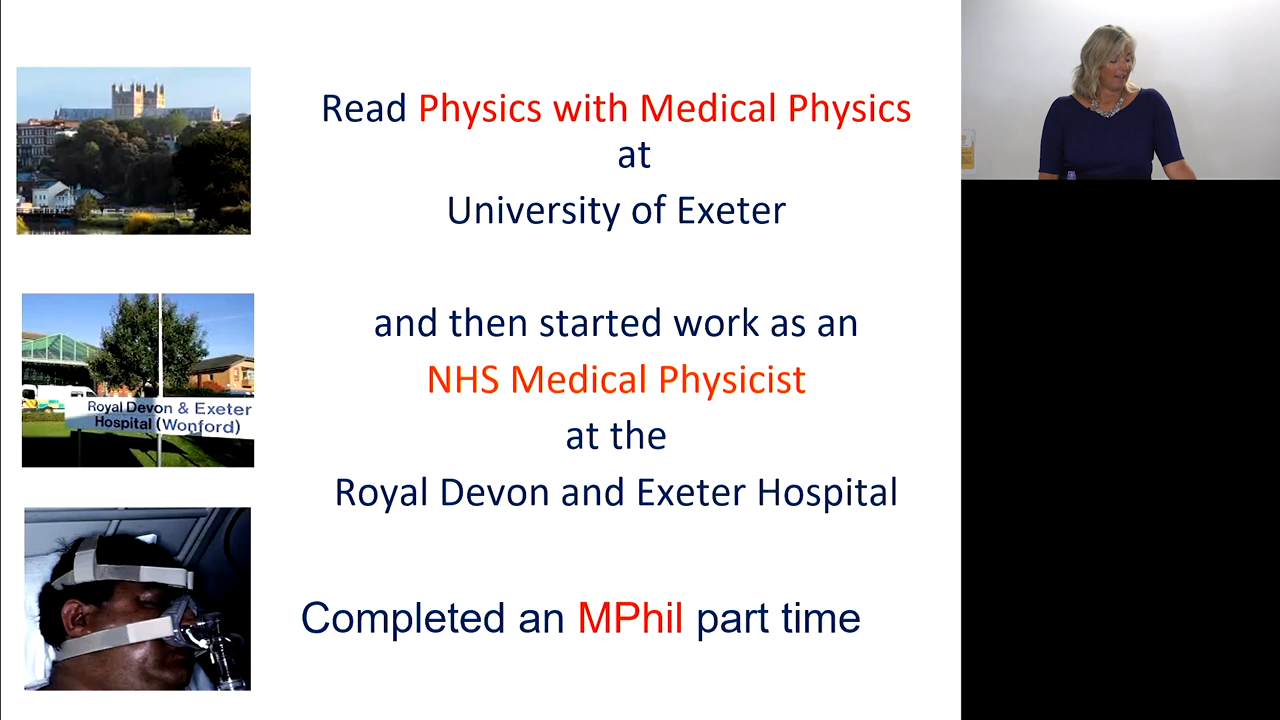 Read Physics with Medical Physics
at
University of Exeter
and then started work as an
NHS Medical Physicist
at the
Royal Devon and Exeter Hospital
Completed an MPhil part time
Royal Devon & Exeter
Hospital (Wonford)